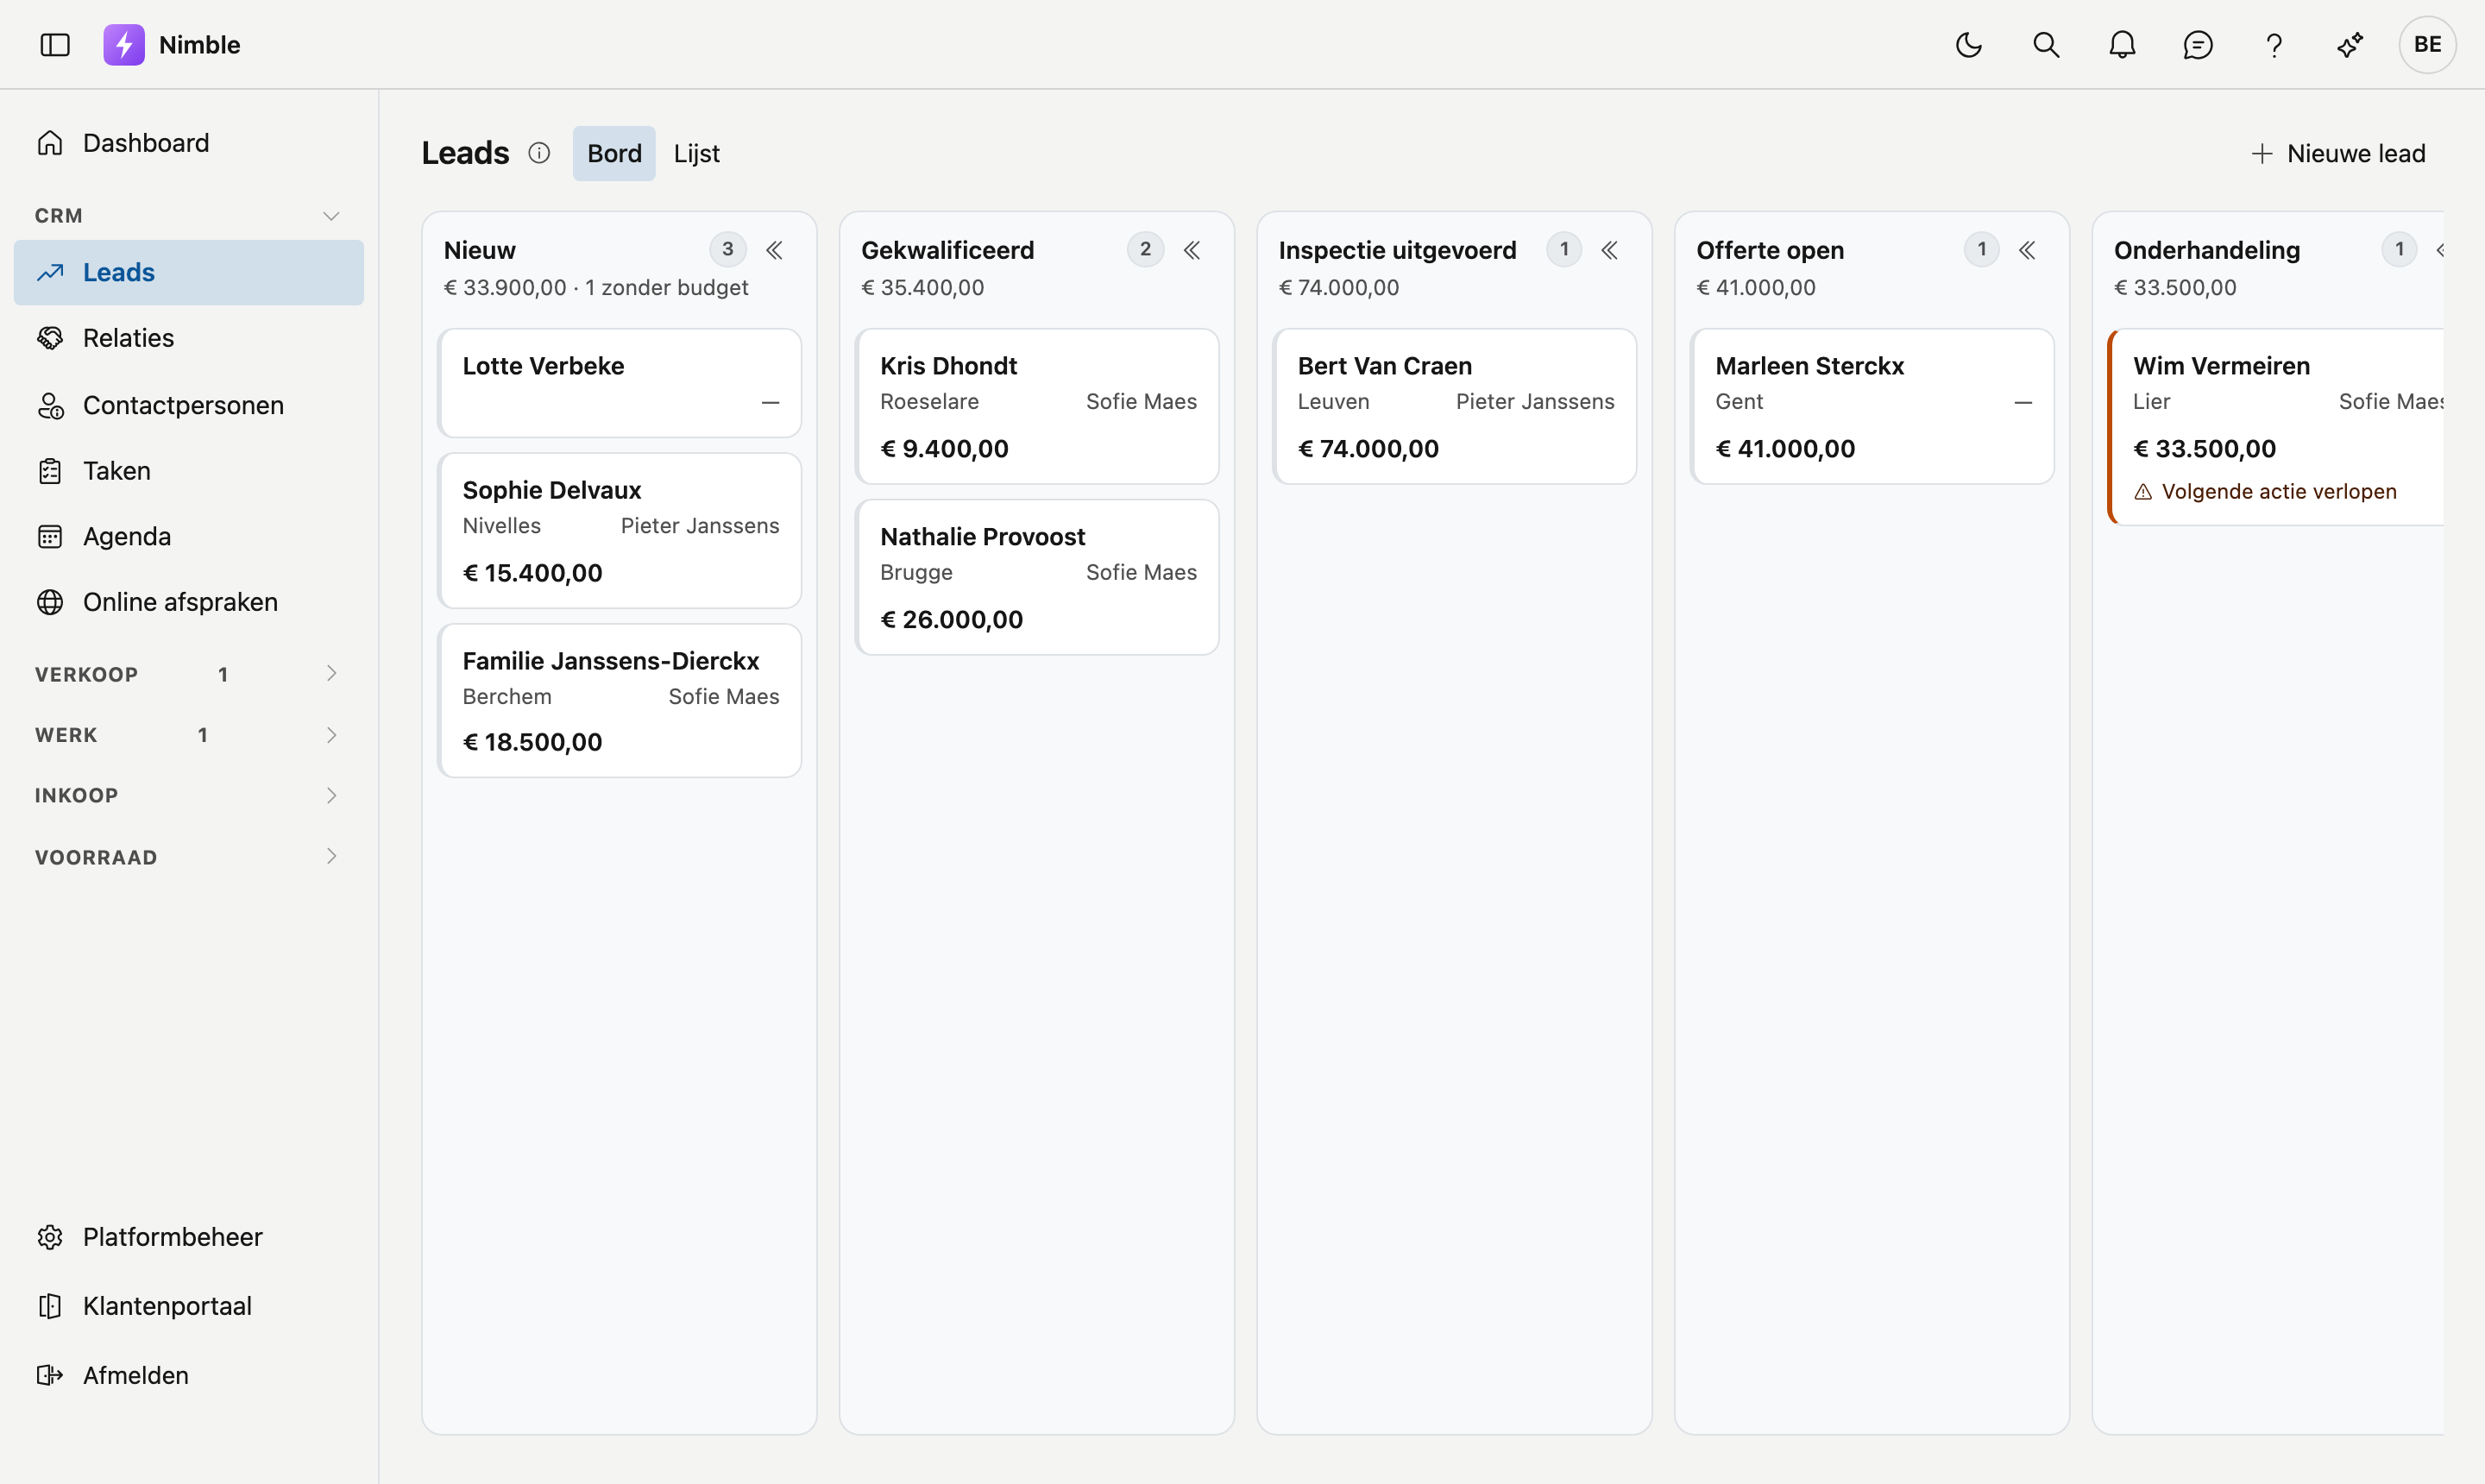 Nimble
BE
Dashboard
CRM
Leads
Relaties
Contactpersonen
Taken
Agenda
Online afspraken
VERKOOP 1
WERK 1
INKOOP
VOORRAAD
Platformbeheer
Klantenportaal
Afmelden
Leads Bord Lijst
+ Nieuwe lead
Nieuw 3
€ 33.900,00 · 1 zonder budget
Lotte Verbeke
—
Sophie Delvaux
Nivelles Pieter Janssens
€ 15.400,00
Familie Janssens-Dierckx
Berchem Sofie Maes
€ 18.500,00
Gekwalificeerd 2
€ 35.400,00
Kris Dhondt
Roeselare Sofie Maes
€ 9.400,00
Nathalie Provoost
Brugge Sofie Maes
€ 26.000,00
Inspectie uitgevoerd 1
€ 74.000,00
Bert Van Craen
Leuven Pieter Janssens
€ 74.000,00
Offerte open 1
€ 41.000,00
Marleen Sterckx
Gent —
€ 41.000,00
Onderhandeling 1
€ 33.500,00
Wim Vermeiren
Lier Sofie Maes
€ 33.500,00
Volgende actie verlopen